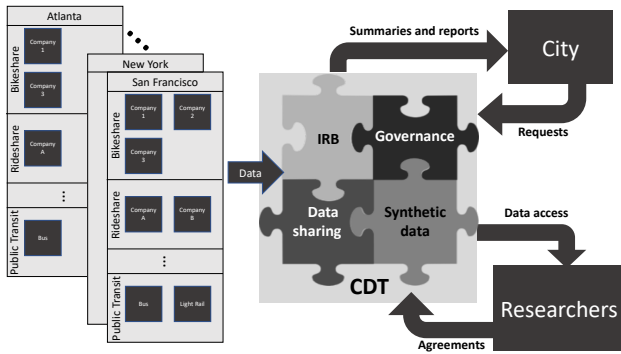 Atlanta
Bikeshare
Company 1
Company 3
Rideshare
Company A
⋮
Public Transit
Bus
New York
San Francisco
Bikeshare
Company 1
Company 2
Company 3
Rideshare
Company A
Company B
⋮
Public Transit
Bus
Light Rail
Data
IRB
Governance
Data sharing
Synthetic data
CDT
Summaries and reports
City
Requests
Data access
Researchers
Agreements